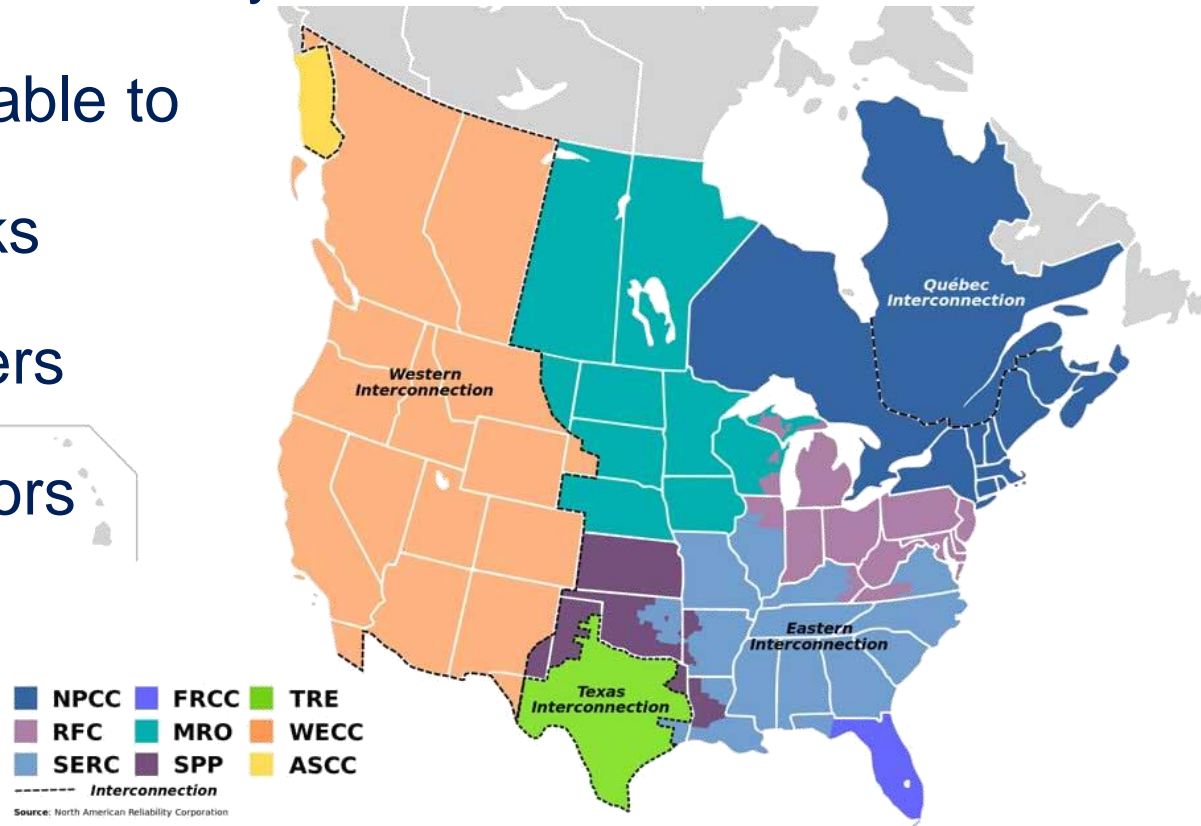 able to
ks
ers
ors
Québec
Interconnection
Western
Interconnection
Eastern
Interconnection
Texas
Interconnection
NPCC FRCC TRE
RFC MRO WECC
SERC SPP ASCC
Interconnection
Source: North American Reliability Corporation